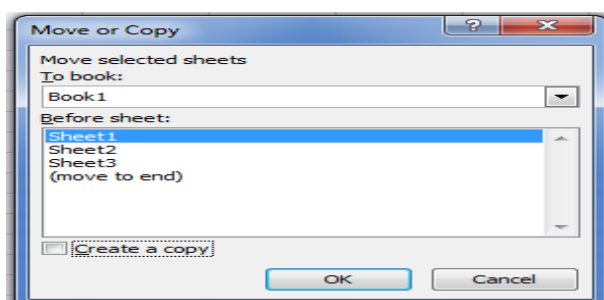 Move or Copy
?
Move selected sheets
To book:
Book1
Before sheet:
Sheet1
Sheet2
Sheet3
(move to end)
Create a copy
OK Cancel